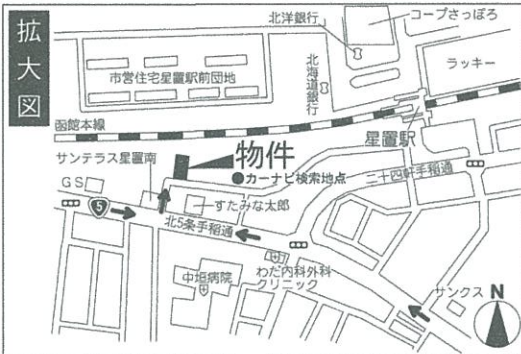 拡大図
北洋銀行
コープさっぽろ
市営住宅星置駅前団地
北海道銀行
ラッキー
函館本線
星置駅
サンテラス星置南
物件
●カーナビ検索地点
二十四軒手稲通
GS
すたみな太郎
5
北5条手稲通
中垣病院
わだ内科外科
クリニック
サンクス
N